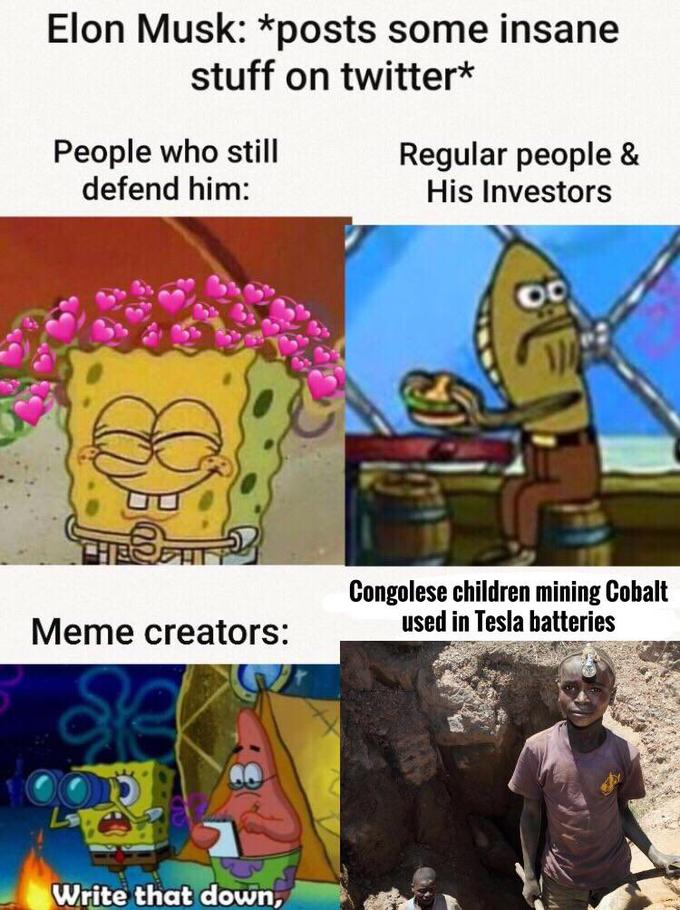 Elon Musk: *posts some insane
stuff on twitter*
People who still
defend him:
Regular people &
His Investors
Meme creators:
Write that down,
Congolese children mining Cobalt
used in Tesla batteries